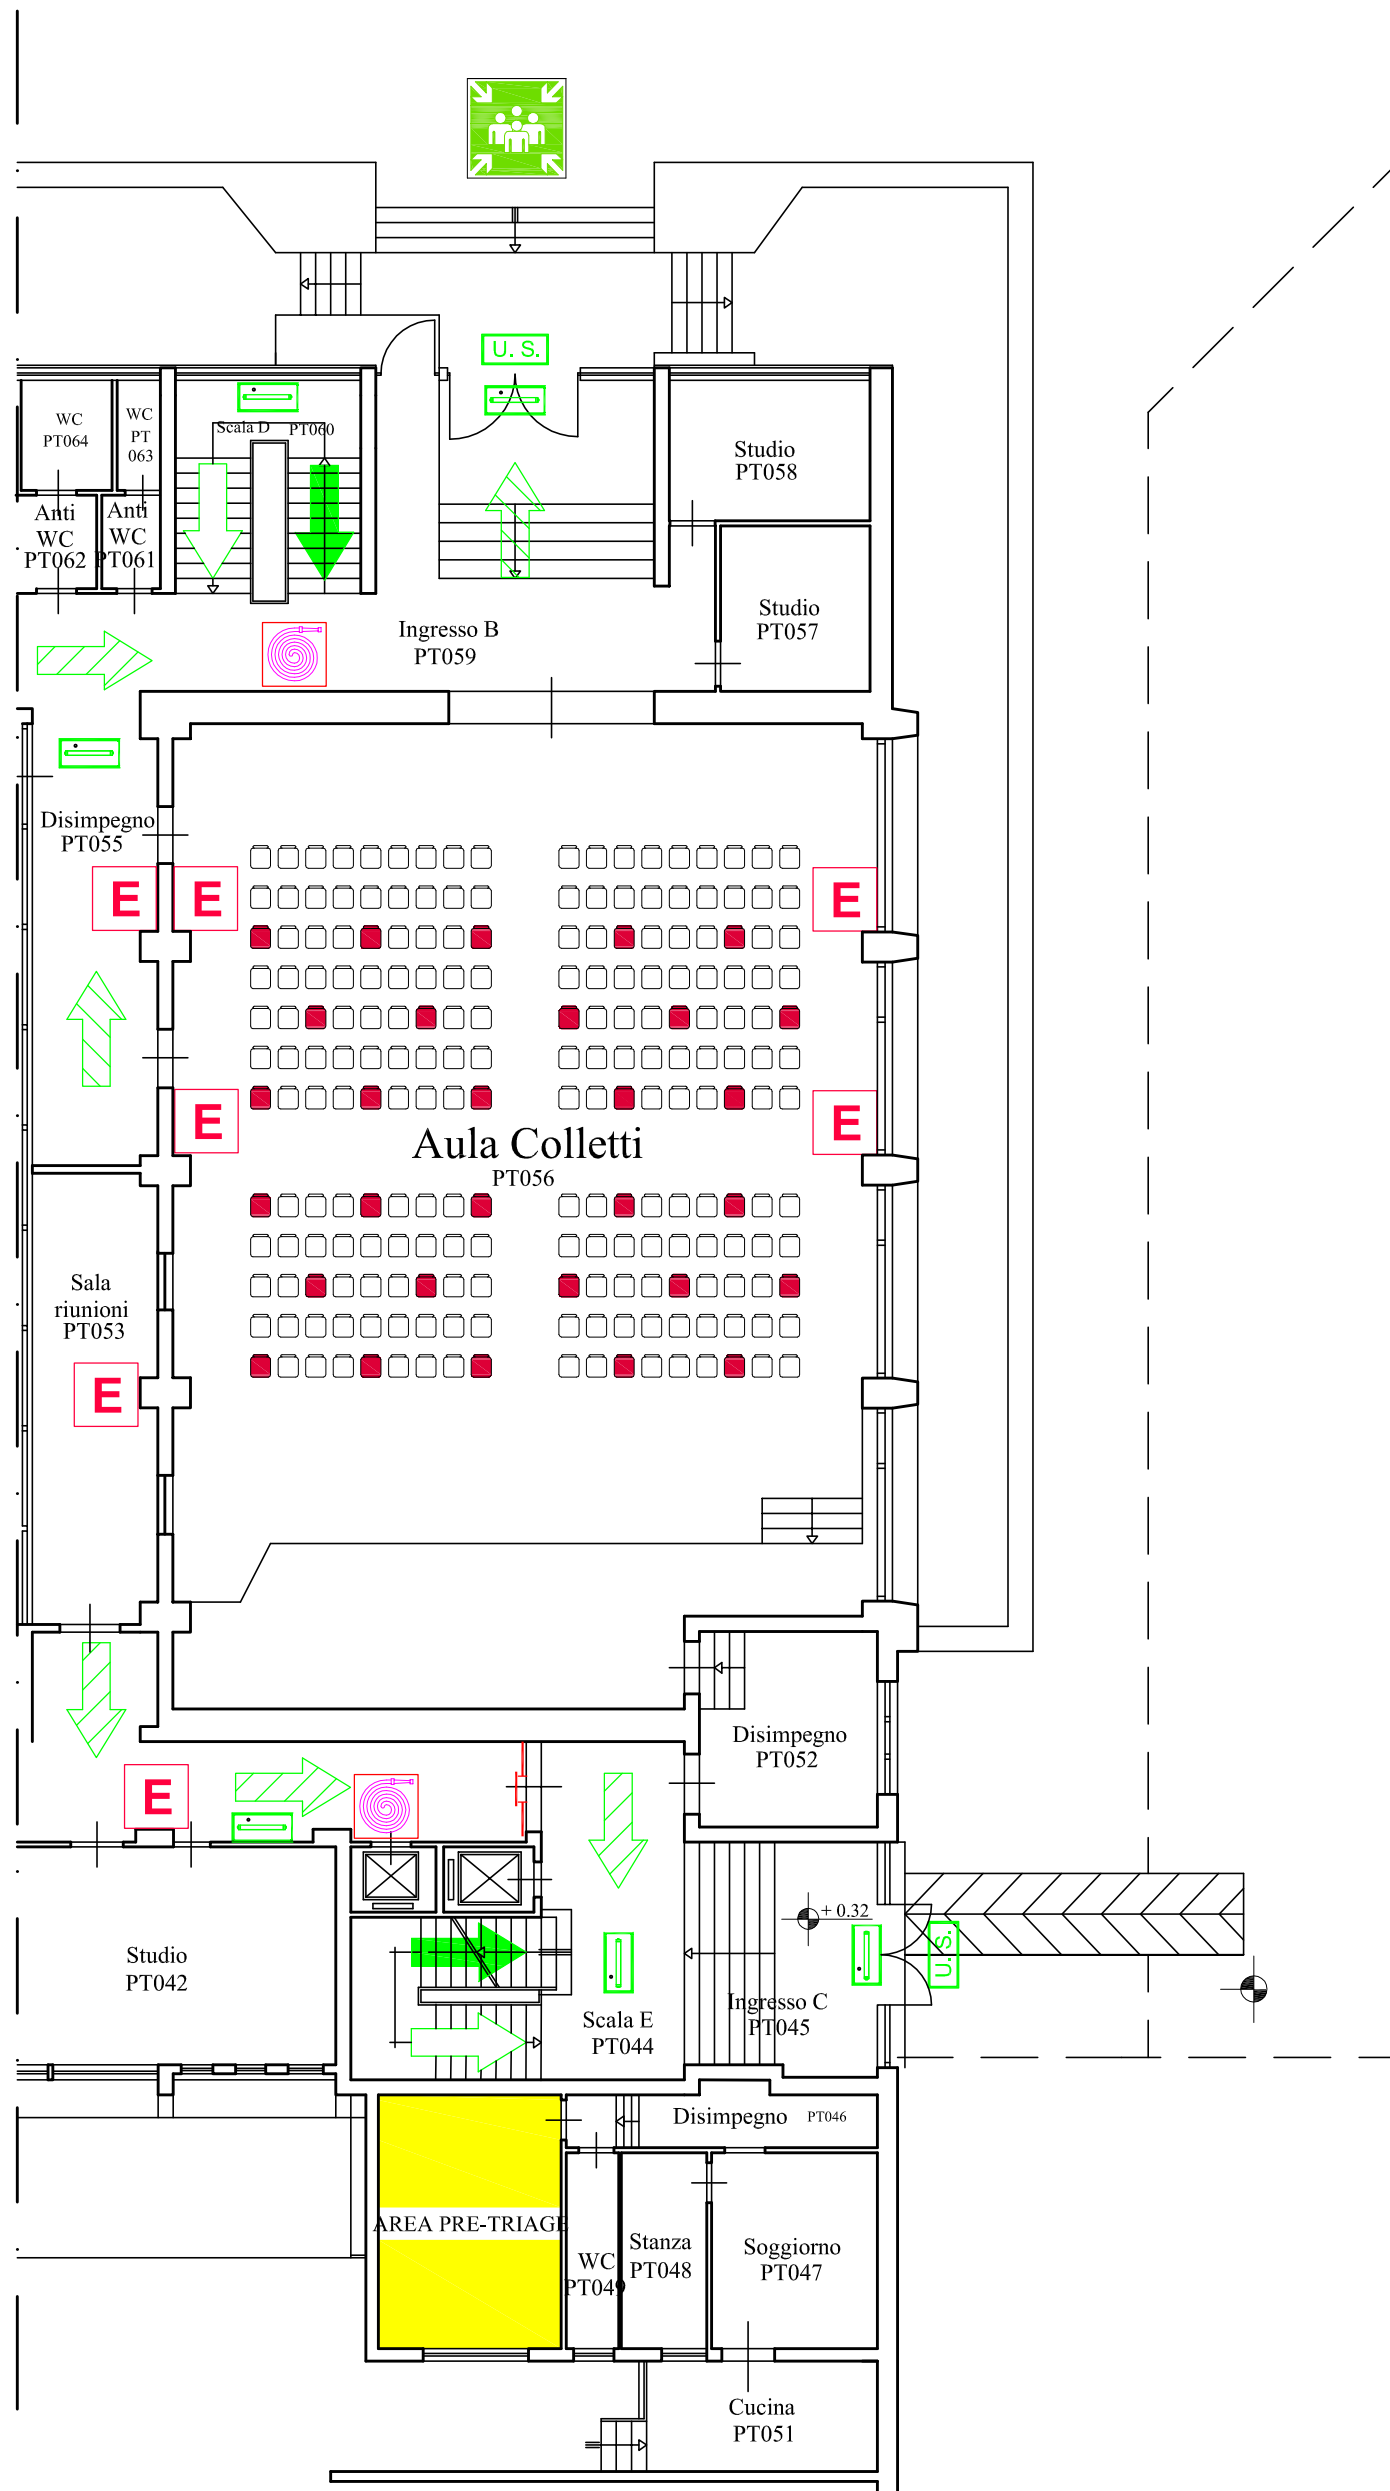 U. S.
WC
PT064
WC
PT
063
Scala D
PT060
Anti
WC
PT062
Anti
WC
PT061
Studio
PT058
Studio
PT057
Ingresso B
PT059
Disimpegno
PT055
E
E
E
E
E
Aula Colletti
PT056
Sala
riunioni
PT053
E
Disimpegno
PT052
E
+ 0.32
U. S.
Studio
PT042
Scala E
PT044
Ingresso C
PT045
Disimpegno
PT046
AREA PRE-TRIAGE
WC
PT049
Stanza
PT048
Soggiorno
PT047
Cucina
PT051